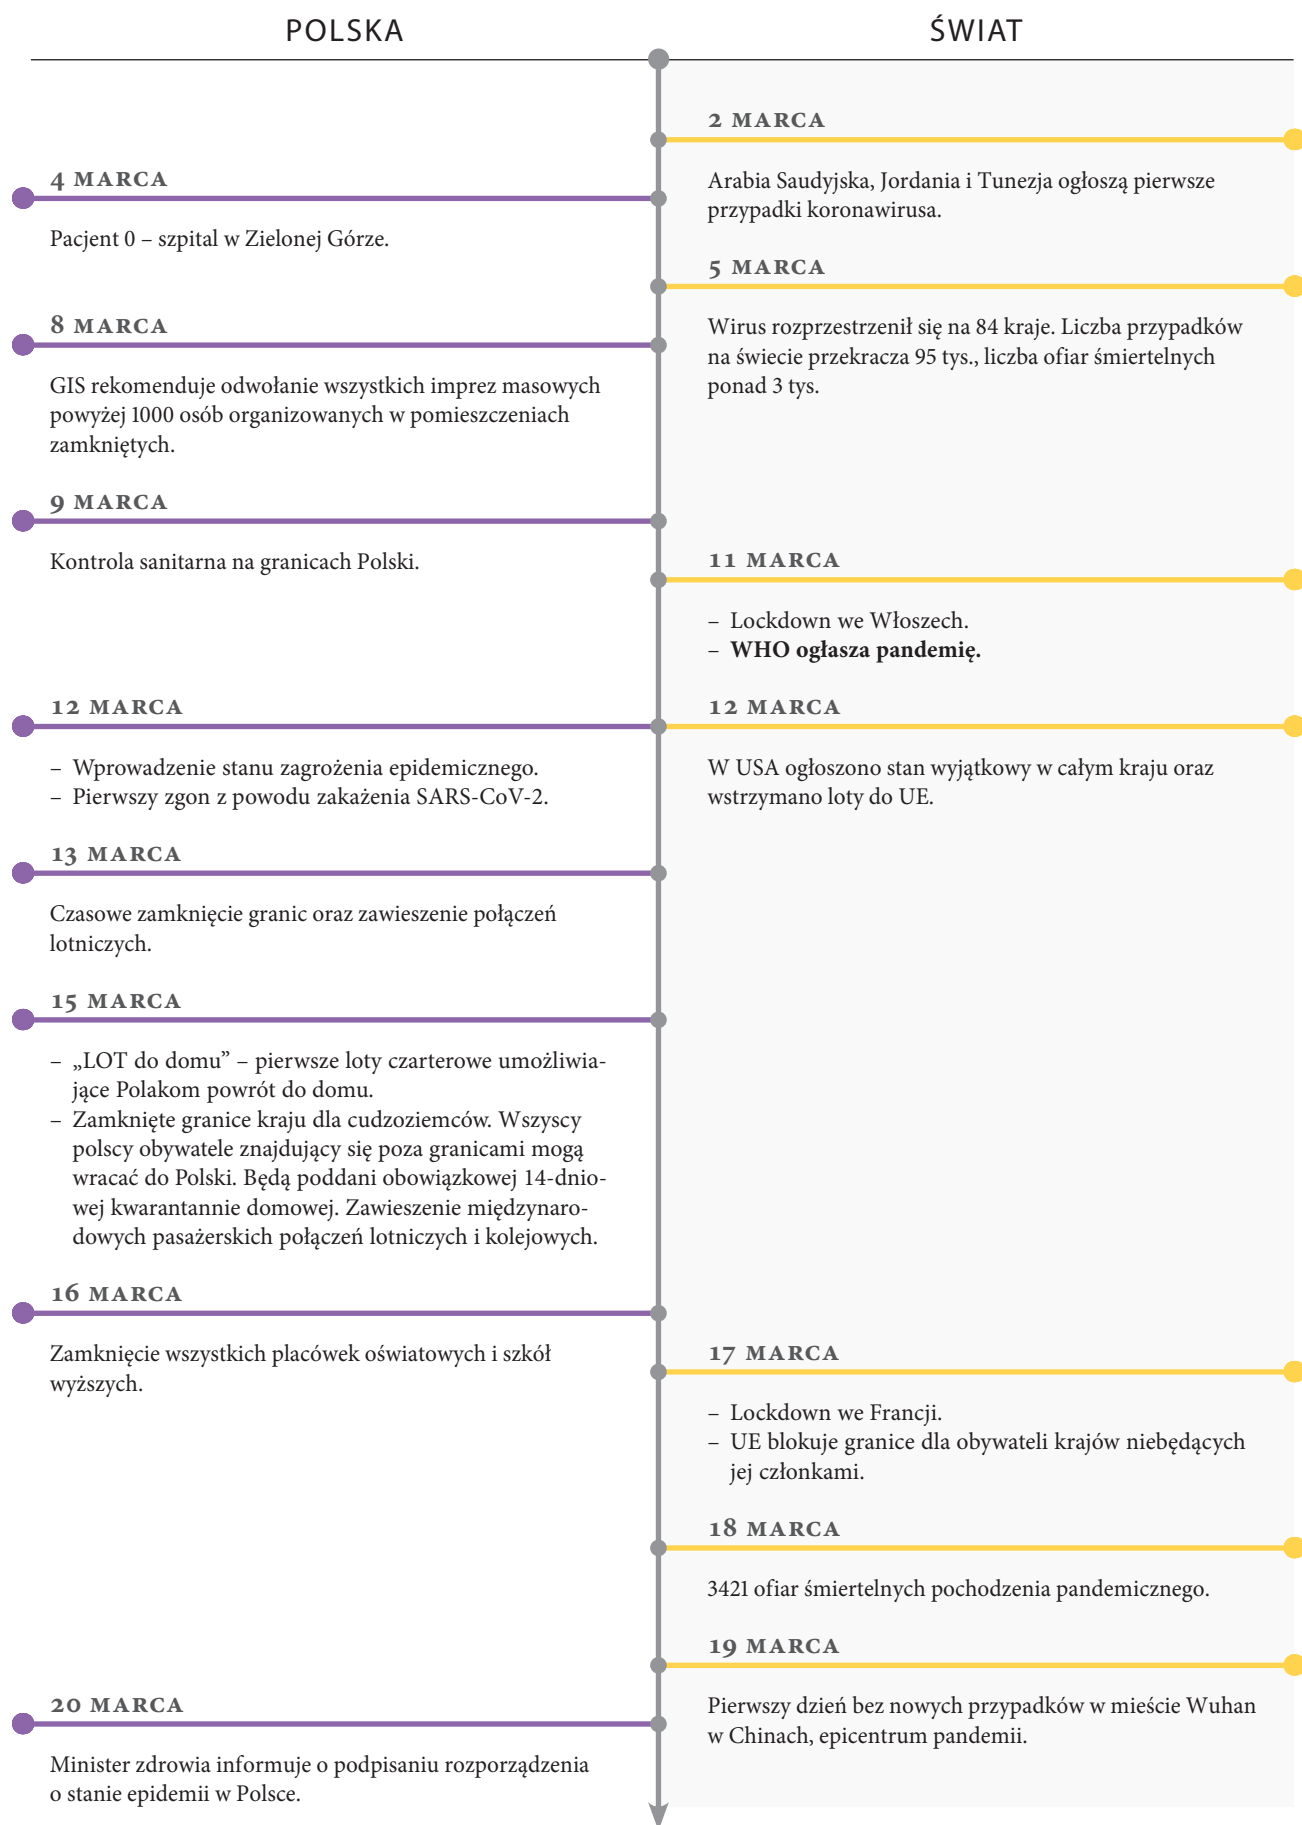 POLSKA
ŚWIAT
2 MARCA
Arabia Saudyjska, Jordania i Tunezja ogłoszą pierwsze
przypadki koronawirusa.
4 MARCA
Pacjent 0 – szpital w Zielonej Górze.
5 MARCA
Wirus rozprzestrzenił się na 84 kraje. Liczba przypadków
na świecie przekracza 95 tys., liczba ofiar śmiertelnych
ponad 3 tys.
8 MARCA
GIS rekomenduje odwołanie wszystkich imprez masowych
powyżej 1000 osób organizowanych w pomieszczeniach
zamkniętych.
9 MARCA
Kontrola sanitarna na granicach Polski.
11 MARCA
– Lockdown we Włoszech.
– WHO ogłasza pandemię.
12 MARCA
– Wprowadzenie stanu zagrożenia epidemicznego.
– Pierwszy zgon z powodu zakażenia SARS-CoV-2.
12 MARCA
W USA ogłoszono stan wyjątkowy w całym kraju oraz
wstrzymano loty do UE.
13 MARCA
Czasowe zamknięcie granic oraz zawieszenie połączeń
lotniczych.
15 MARCA
– „LOT do domu” – pierwsze loty czarterowe umożliwia-
jące Polakom powrót do domu.
– Zamknięte granice kraju dla cudzoziemców. Wszyscy
polscy obywatele znajdujący się poza granicami mogą
wracać do Polski. Będą poddani obowiązkowej 14-dnio-
wej kwarantannie domowej. Zawieszenie międzynaro-
dowych pasażerskich połączeń lotniczych i kolejowych.
16 MARCA
Zamknięcie wszystkich placówek oświatowych i szkół
wyższych.
17 MARCA
– Lockdown we Francji.
– UE blokuje granice dla obywateli krajów niebędących
jej członkami.
18 MARCA
3421 ofiar śmiertelnych pochodzenia pandemicznego.
19 MARCA
Pierwszy dzień bez nowych przypadków w mieście Wuhan
w Chinach, epicentrum pandemii.
20 MARCA
Minister zdrowia informuje o podpisaniu rozporządzenia
o stanie epidemii w Polsce.